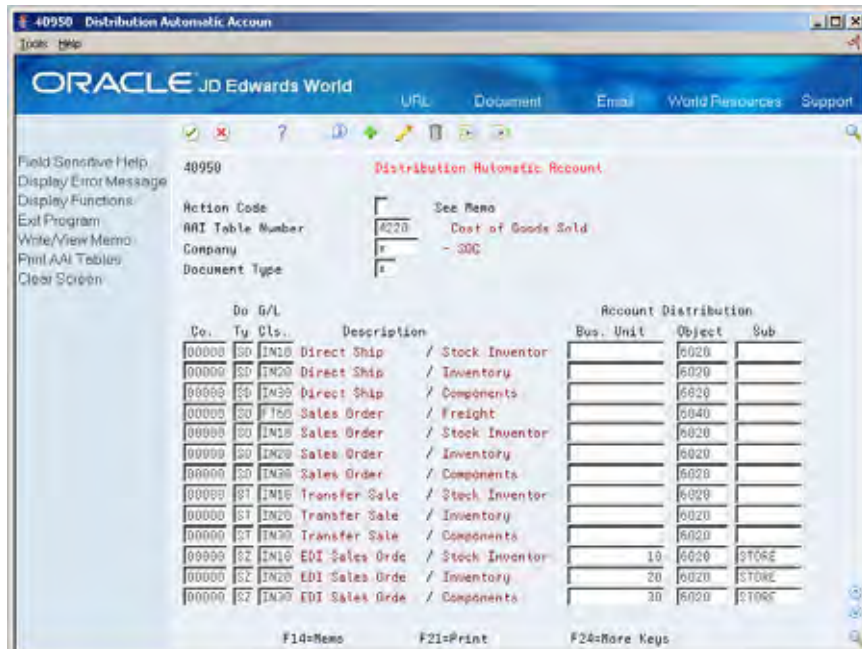 40950 Distribution Automatic Accoun
Tools Help
ORACLE JD Edwards World
URL Document Email World Resources Support
Field Sensitive Help
Display Error Message
Display Functions
Exit Program
Write/View Memo
Print AAI Tables
Clear Screen
40950 Distribution Automatic Account
Action Code See Memo
AAI Table Number 4220 Cost of Goods Sold
Company * - SOC
Document Type *
Do G/L Account Distribution
Co. Ty Cls.. Description Bus. Unit Object Sub
00000 SD IN10 Direct Ship / Stock Inventor 6020
00000 SD IN20 Direct Ship / Inventory 6020
00000 SD IN30 Direct Ship / Components 6020
00000 SO FT60 Sales Order / Freight 6040
00000 SO IN10 Sales Order / Stock Inventor 6020
00000 SO IN20 Sales Order / Inventory 6020
00000 SO IN30 Sales Order / Components 6020
00000 ST IN10 Transfer Sale / Stock Inventor 6020
00000 ST IN20 Transfer Sale / Inventory 6020
00000 ST IN30 Transfer Sale / Components 6020
00000 SZ IN10 EDI Sales Orde / Stock Inventor 10 6020 STORE
00000 SZ IN20 EDI Sales Orde / Inventory 20 6020 STORE
00000 SZ IN30 EDI Sales Orde / Components 30 6020 STORE
F14=Memo F21=Print F24=More Keys